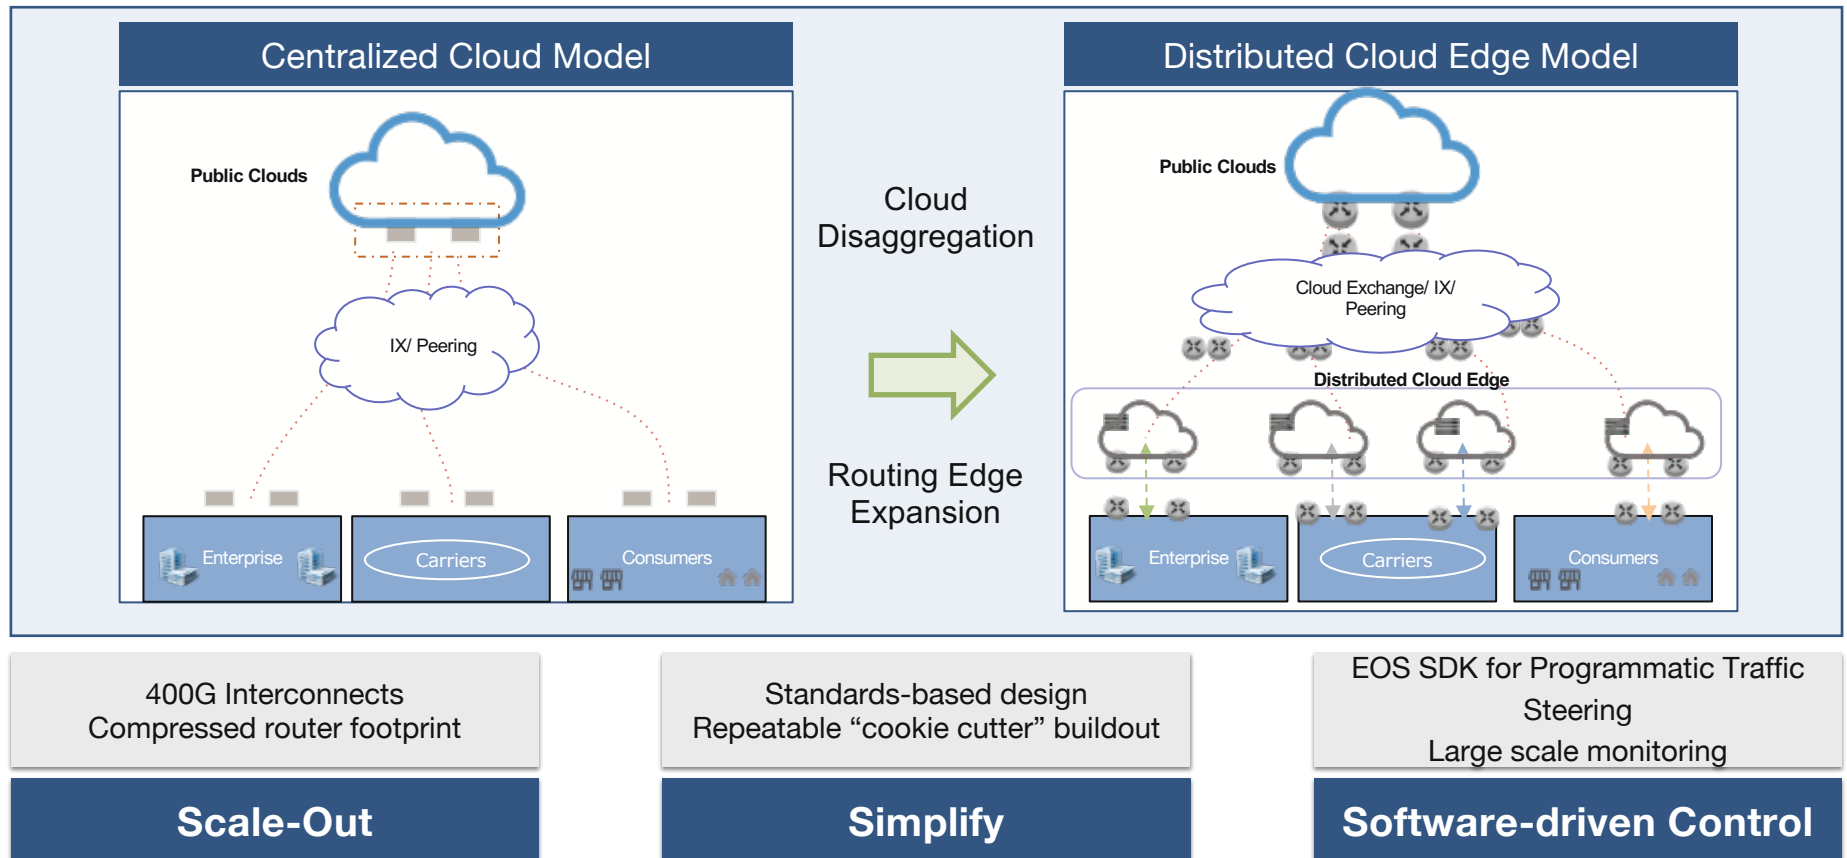 Centralized Cloud Model
Public Clouds
IX/ Peering
Enterprise
Carriers
Consumers
Cloud
Disaggregation
Routing Edge
Expansion
Distributed Cloud Edge Model
Public Clouds
Cloud Exchange/ IX/
Peering
Distributed Cloud Edge
Enterprise
Carriers
Consumers
400G Interconnects
Compressed router footprint
Scale-Out
Standards-based design
Repeatable “cookie cutter” buildout
Simplify
EOS SDK for Programmatic Traffic
Steering
Large scale monitoring
Software-driven Control